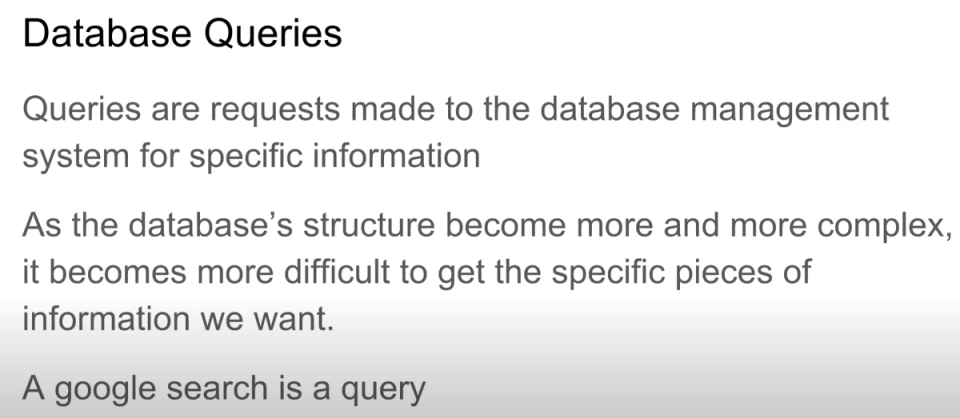 Database Queries
Queries are requests made to the database management
system for specific information
As the database’s structure become more and more complex,
it becomes more difficult to get the specific pieces of
information we want.
A google search is a query